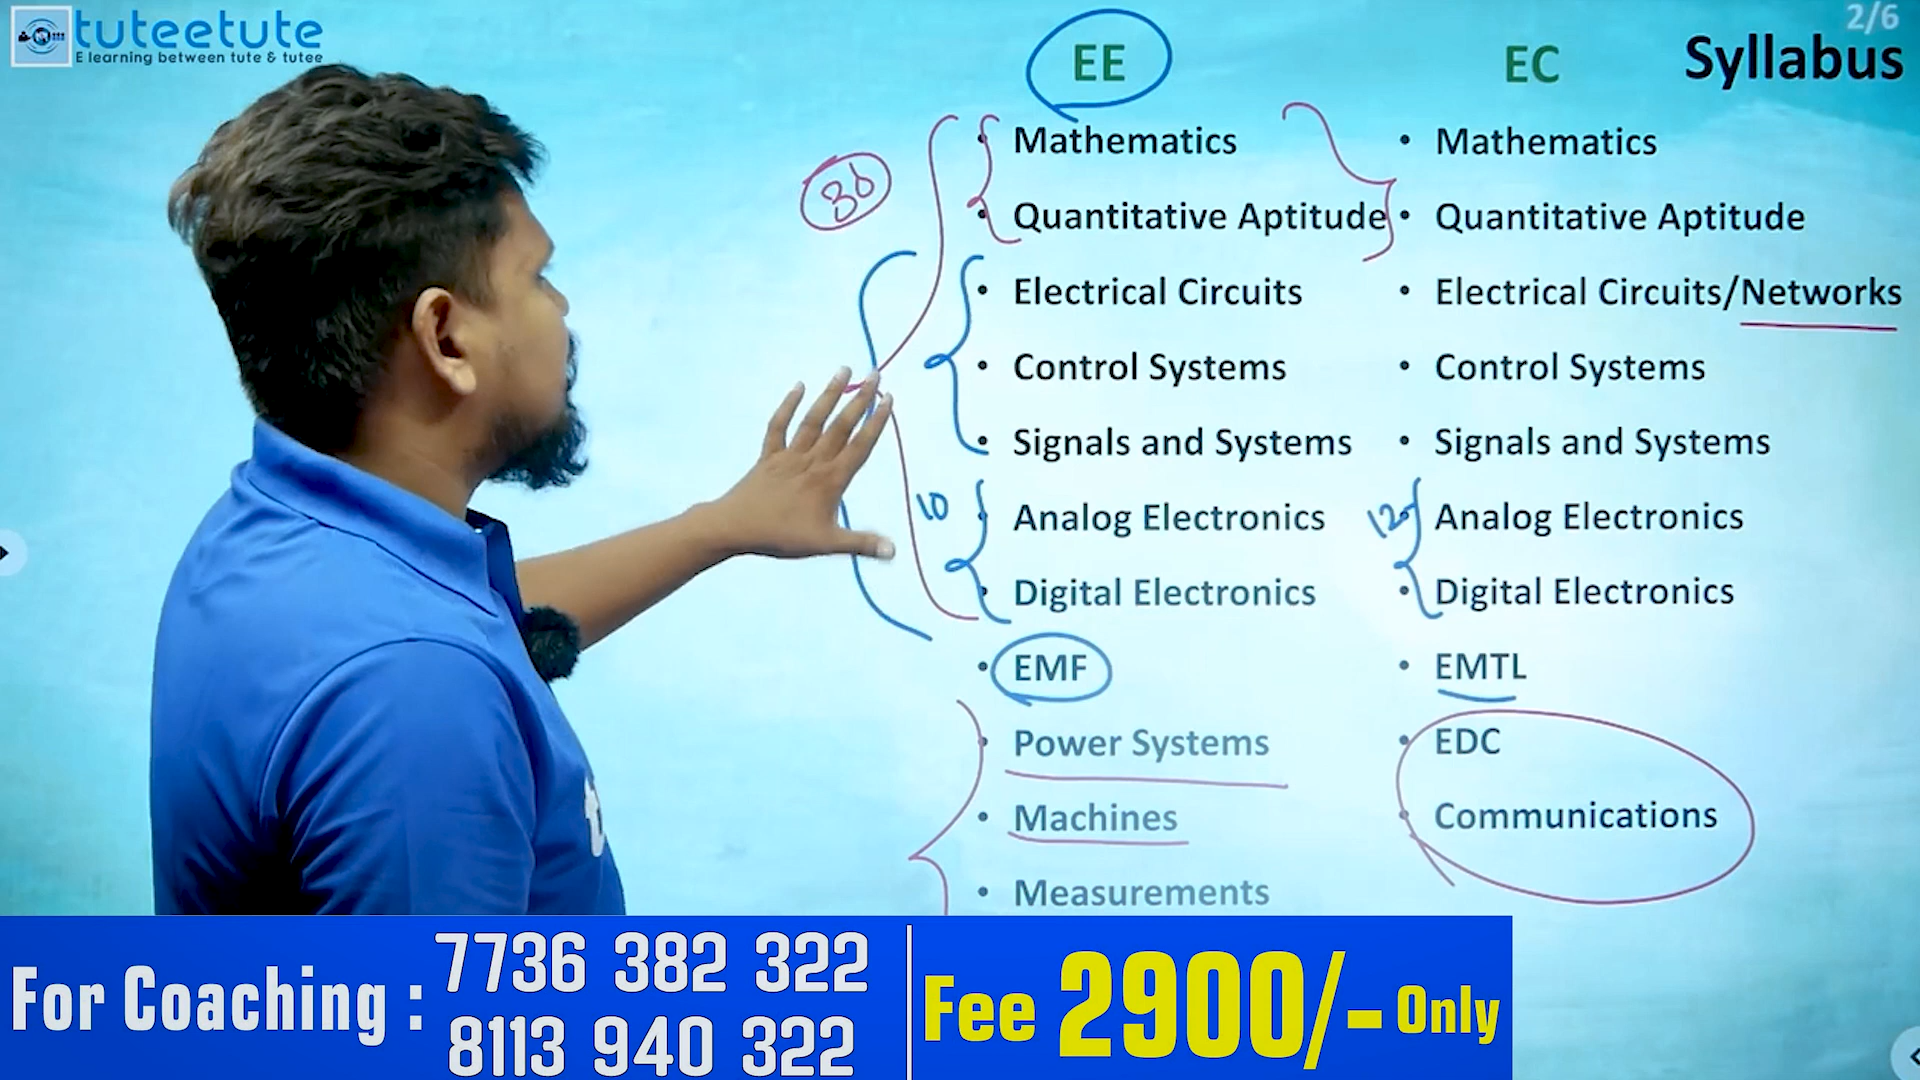 tuteetute
E learning between tute & tutee
2/6
Syllabus
EE
EC
• Mathematics
• Quantitative Aptitude
• Electrical Circuits
• Control Systems
• Signals and Systems
• Analog Electronics
• Digital Electronics
• EMF
• Power Systems
• Machines
• Measurements
30
10
• Mathematics
• Quantitative Aptitude
• Electrical Circuits/Networks
• Control Systems
• Signals and Systems
• Analog Electronics
• Digital Electronics
• EMTL
• EDC
• Communications
12
For Coaching : 7736 382 322
8113 940 322
Fee 2900/- Only